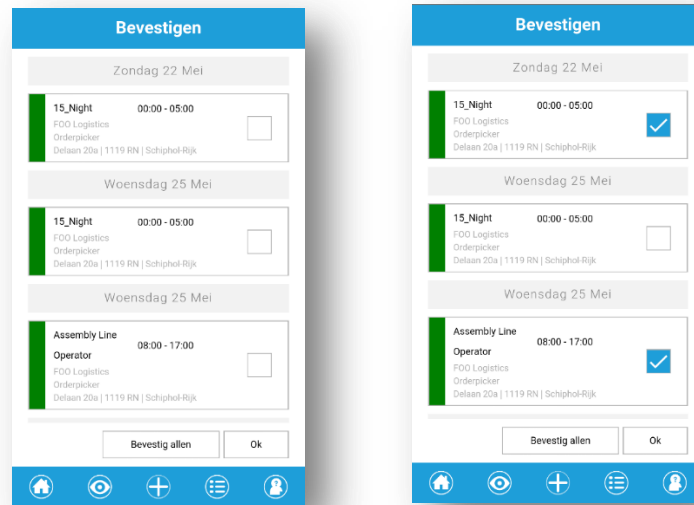 Bevestigen
Zondag 22 Mei
15_Night 00:00 - 05:00
FOO Logistics
Orderpicker
Delaan 20a | 1119 RN | Schiphol-Rijk
Woensdag 25 Mei
15_Night 00:00 - 05:00
FOO Logistics
Orderpicker
Delaan 20a | 1119 RN | Schiphol-Rijk
Woensdag 25 Mei
Assembly Line
Operator 08:00 - 17:00
FOO Logistics
Orderpicker
Delaan 20a | 1119 RN | Schiphol-Rijk
Bevestig allen Ok
Bevestigen
Zondag 22 Mei
15_Night 00:00 - 05:00
FOO Logistics
Orderpicker
Delaan 20a | 1119 RN | Schiphol-Rijk
Woensdag 25 Mei
15_Night 00:00 - 05:00
FOO Logistics
Orderpicker
Delaan 20a | 1119 RN | Schiphol-Rijk
Woensdag 25 Mei
Assembly Line
Operator 08:00 - 17:00
FOO Logistics
Orderpicker
Delaan 20a | 1119 RN | Schiphol-Rijk
Bevestig allen Ok